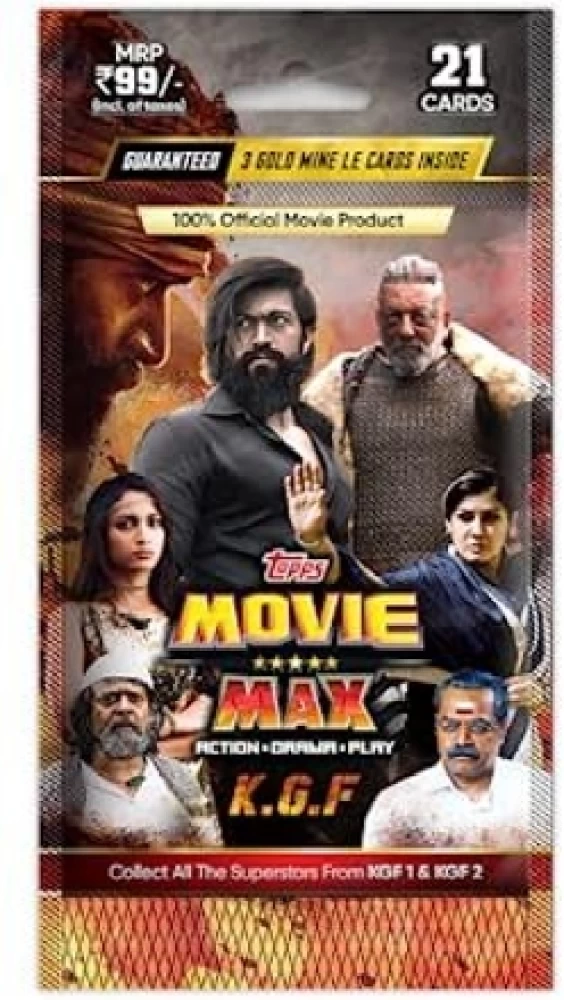 MRP
₹99/-
(incl. of taxes)
21
CARDS
GUARANTEED 3 GOLD MINE LE CARDS INSIDE
100% Official Movie Product
Topps
MOVIE
MAX
ACTION • DRAMA • PLAY
K.G.F
Collect All The Superstars From KGF 1 & KGF 2